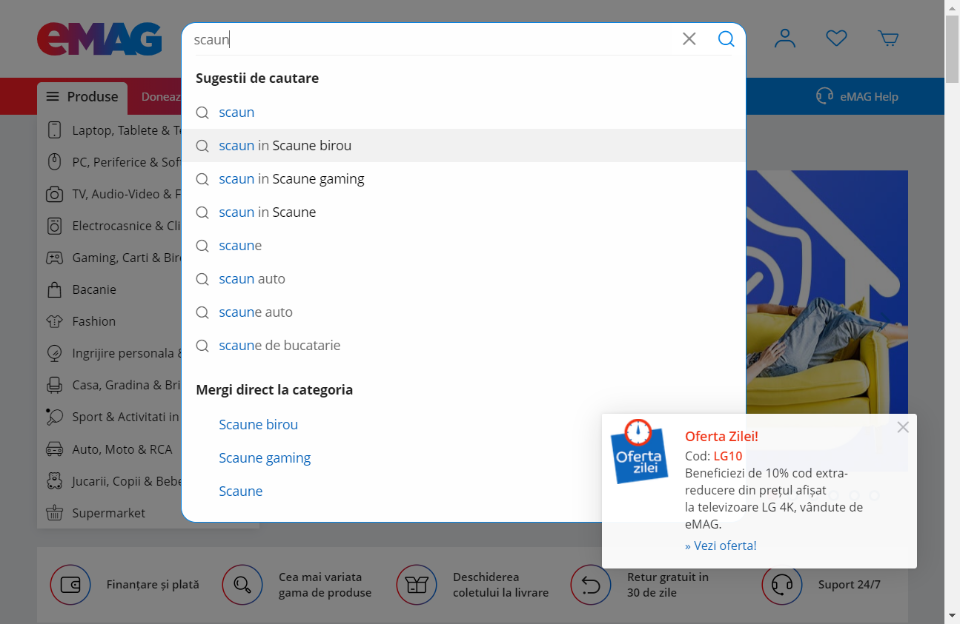 eMAG
scaun
Sugestii de cautare
scaun
scaun in Scaune birou
scaun in Scaune gaming
scaun in Scaune
scaune
scaun auto
scaune auto
scaune de bucatarie
Mergi direct la categoria
Scaune birou
Scaune gaming
Scaune
Produse
Doneaz
eMAG Help
Laptop, Tablete & Te
PC, Periferice & Soft
TV, Audio-Video & F
Electrocasnice & Cli
Gaming, Carti & Biro
Bacanie
Fashion
Ingrijire personala &
Casa, Gradina & Bri
Sport & Activitati in
Auto, Moto & RCA
Jucarii, Copii & Bebe
Supermarket
Oferta zilei
Oferta Zilei!
Cod: LG10
Beneficiezi de 10% cod extra-
reducere din prețul afișat
la televizoare LG 4K, vândute de
eMAG.
» Vezi oferta!
Finanțare și plată
Cea mai variata
gama de produse
Deschiderea
coletului la livrare
Retur gratuit in
30 de zile
Suport 24/7